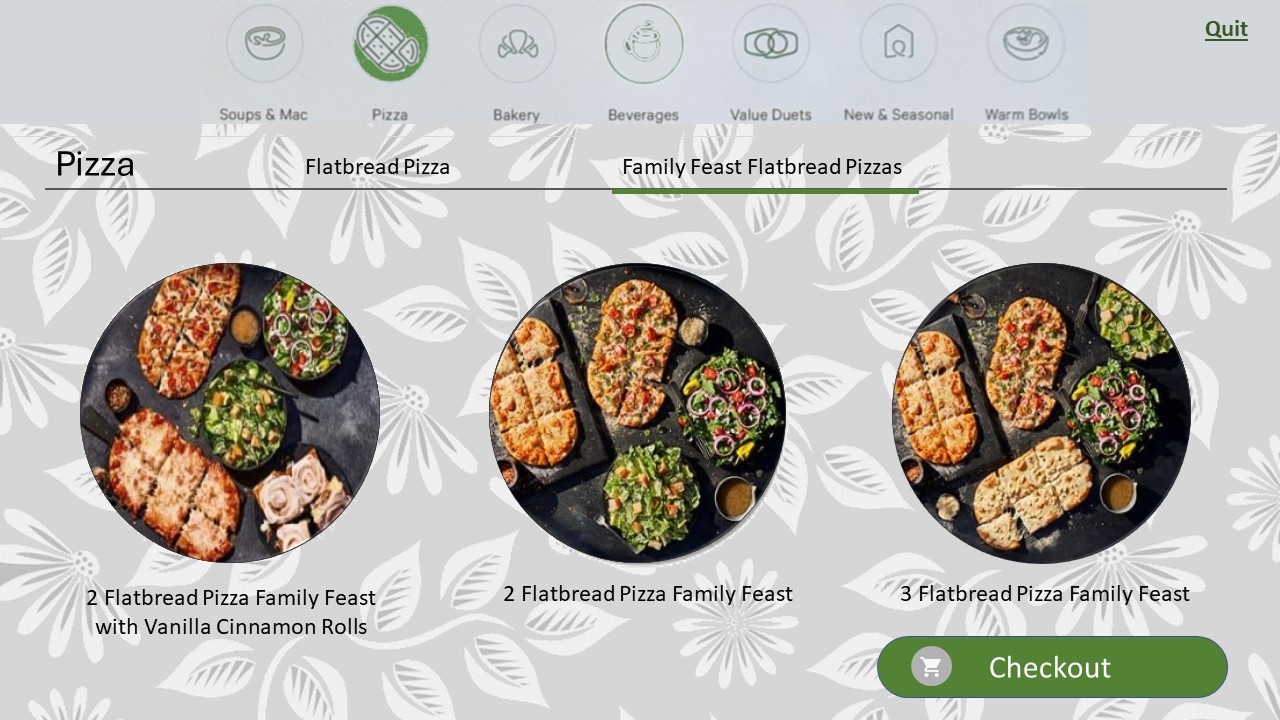 Quit
Soups & Mac
Pizza
Bakery
Beverages
Value Duets
New & Seasonal
Warm Bowls
Pizza
Flatbread Pizza
Family Feast Flatbread Pizzas
2 Flatbread Pizza Family Feast
with Vanilla Cinnamon Rolls
2 Flatbread Pizza Family Feast
3 Flatbread Pizza Family Feast
Checkout